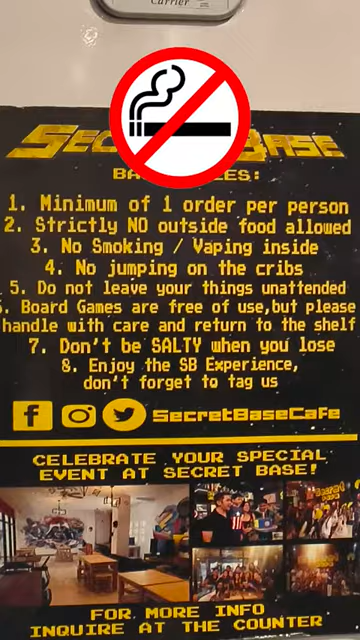 Carrier
SECRET BASE
1. Minimum of 1 order per person
2. Strictly NO outside food allowed
3. No Smoking / Vaping inside
4. No jumping on the cribs
5. Do not leave your things unattended
6. Board Games are free of use,but please
handle with care and return to the shelf
7. Don't be SALTY when you lose
8. Enjoy the SB Experience,
don't forget to tag us
SecretBaseCafe
CELEBRATE YOUR SPECIAL
EVENT AT SECRET BASE!
FOR MORE INFO
INQUIRE AT THE COUNTER